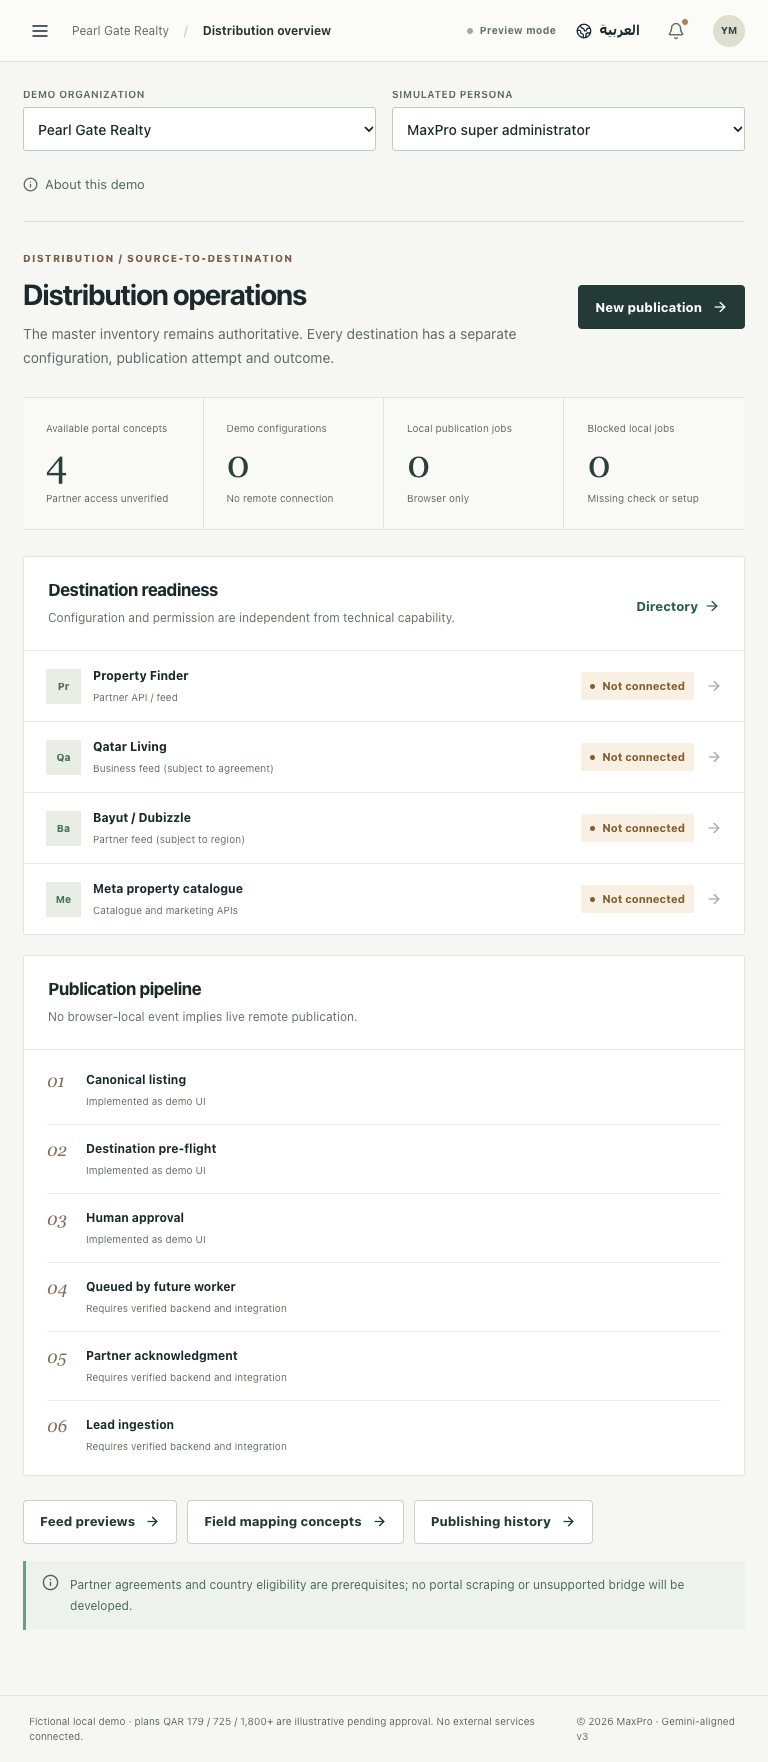 Pearl Gate Realty / Distribution overview
Preview mode
العربية
YM
DEMO ORGANIZATION
Pearl Gate Realty
SIMULATED PERSONA
MaxPro super administrator
About this demo
DISTRIBUTION / SOURCE-TO-DESTINATION
Distribution operations
The master inventory remains authoritative. Every destination has a separate
configuration, publication attempt and outcome.
New publication
Available portal concepts
4
Partner access unverified
Demo configurations
0
No remote connection
Local publication jobs
0
Browser only
Blocked local jobs
0
Missing check or setup
Destination readiness
Configuration and permission are independent from technical capability.
Directory
Pr
Property Finder
Partner API / feed
Not connected
Qa
Qatar Living
Business feed (subject to agreement)
Not connected
Ba
Bayut / Dubizzle
Partner feed (subject to region)
Not connected
Me
Meta property catalogue
Catalogue and marketing APIs
Not connected
Publication pipeline
No browser-local event implies live remote publication.
01
Canonical listing
Implemented as demo UI
02
Destination pre-flight
Implemented as demo UI
03
Human approval
Implemented as demo UI
04
Queued by future worker
Requires verified backend and integration
05
Partner acknowledgment
Requires verified backend and integration
06
Lead ingestion
Requires verified backend and integration
Feed previews
Field mapping concepts
Publishing history
Partner agreements and country eligibility are prerequisites; no portal scraping or unsupported bridge will be
developed.
Fictional local demo · plans QAR 179 / 725 / 1,800+ are illustrative pending approval. No external services
connected.
© 2026 MaxPro · Gemini-aligned
v3